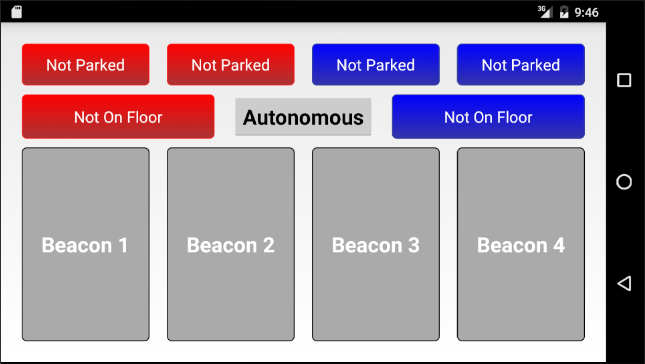 3G 9:46
Not Parked Not Parked Not Parked Not Parked
Not On Floor Autonomous Not On Floor
Beacon 1 Beacon 2 Beacon 3 Beacon 4